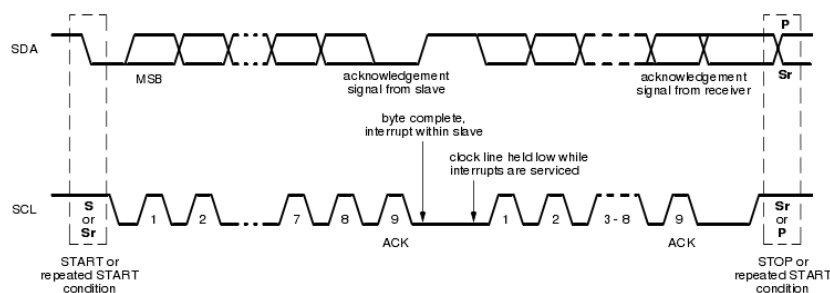 P
SDA
MSB
acknowledgement
signal from slave
acknowledgement
signal from receiver
Sr
byte complete,
interrupt within slave
clock line held low while
interrupts are serviced
SCL
S
or
Sr
1
2
7
8
9
1
2
3 - 8
9
Sr
or
P
ACK
ACK
START or
repeated START
condition
STOP or
repeated START
condition